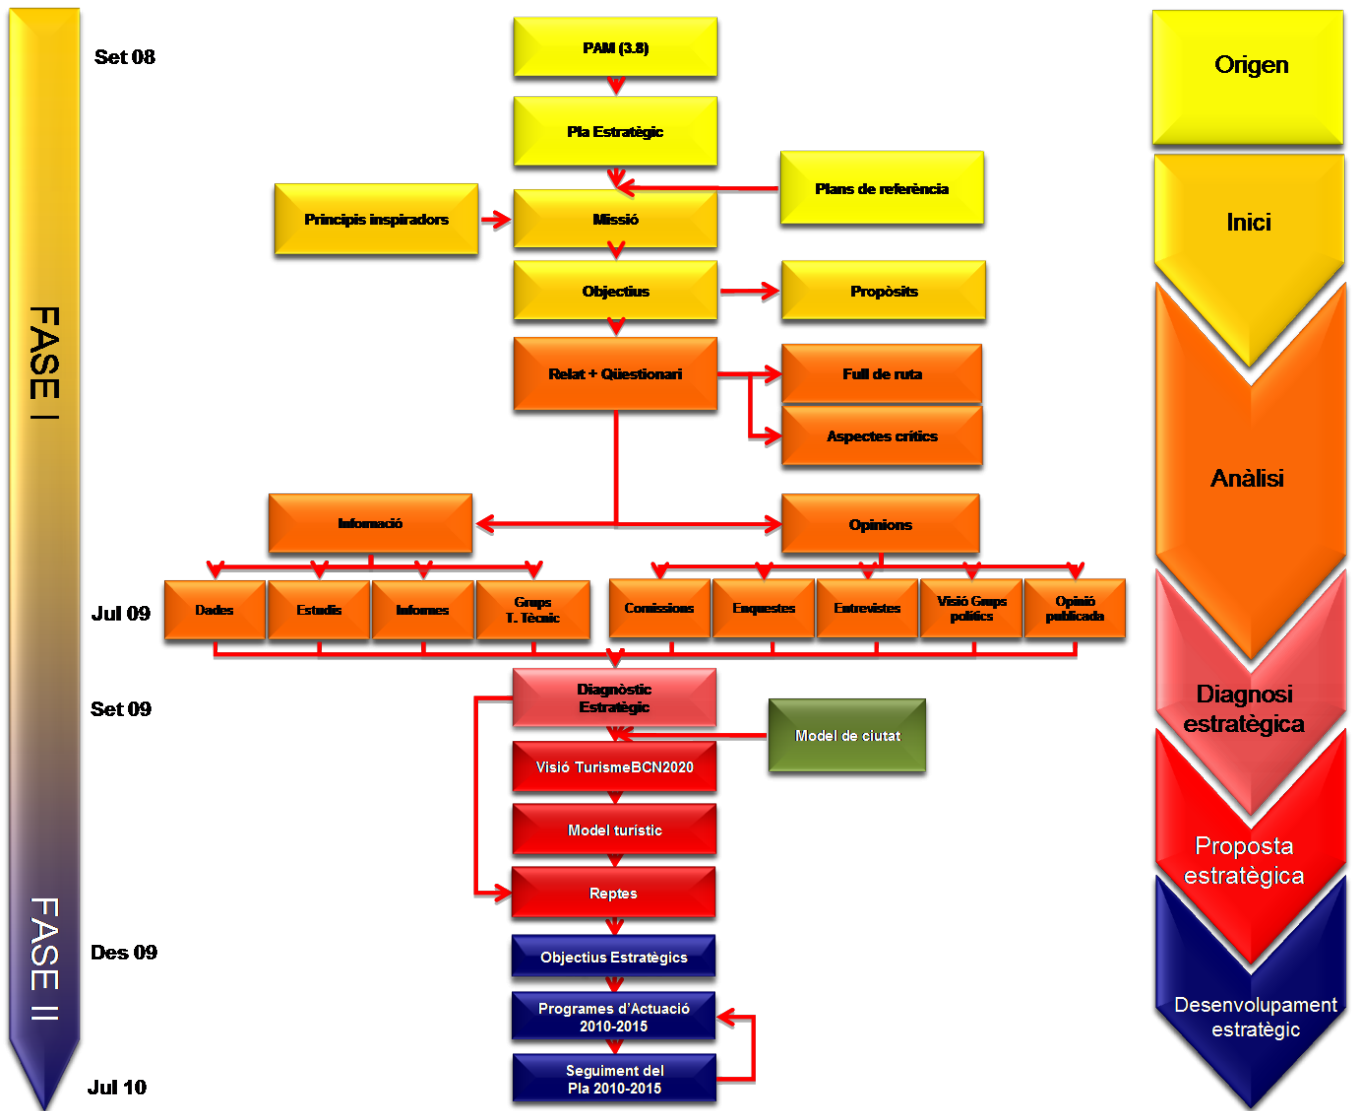 Set 08
PAM (3.8)
Origen
Pla Estratègic
Plans de referència
Principis inspiradors
Missió
Inici
Objectius
Propòsits
FASE I
Relat + Qüestionari
Full de ruta
Aspectes crítics
Anàlisi
Informació
Opinions
Jul 09
Dades
Estudis
Informes
Grups
T. Tècnic
Comissions
Enquestes
Entrevistes
Visió Grups
polítics
Opinió
publicada
Set 09
Diagnòstic
Estratègic
Model de ciutat
Diagnosi
estratègica
Visió TurismeBCN2020
Model turístic
Proposta
estratègica
Reptes
FASE II
Des 09
Objectius Estratègics
Programes d'Actuació
2010-2015
Desenvolupament
estratègic
Jul 10
Seguiment del
Pla 2010-2015